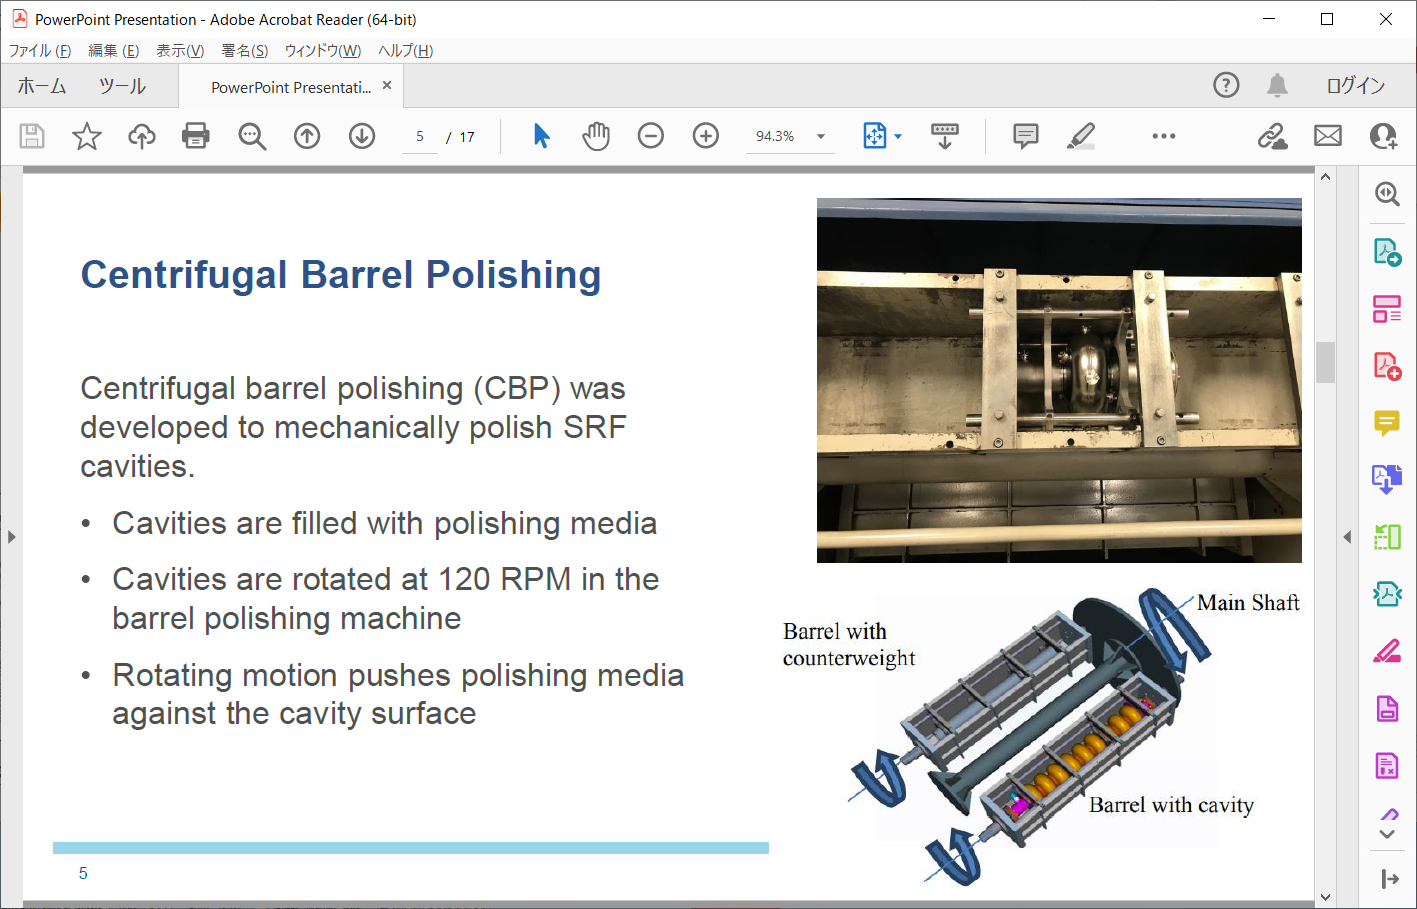 PowerPoint Presentation - Adobe Acrobat Reader (64-bit)
ファイル (F) 編集 (E) 表示(V) 署名(S) ウィンドウ(W) ヘルプ(H)
ホーム ツール PowerPoint Presentati... × ログイン
5 / 17 94.3%
Centrifugal Barrel Polishing
Centrifugal barrel polishing (CBP) was
developed to mechanically polish SRF
cavities.
• Cavities are filled with polishing media
• Cavities are rotated at 120 RPM in the
barrel polishing machine
• Rotating motion pushes polishing media
against the cavity surface
Main Shaft
Barrel with
counterweight
Barrel with cavity
5